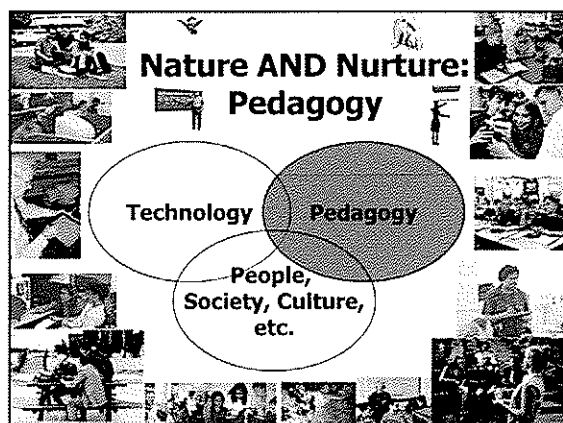 Nature AND Nurture:
Pedagogy
Technology
Pedagogy
People,
Society, Culture,
etc.